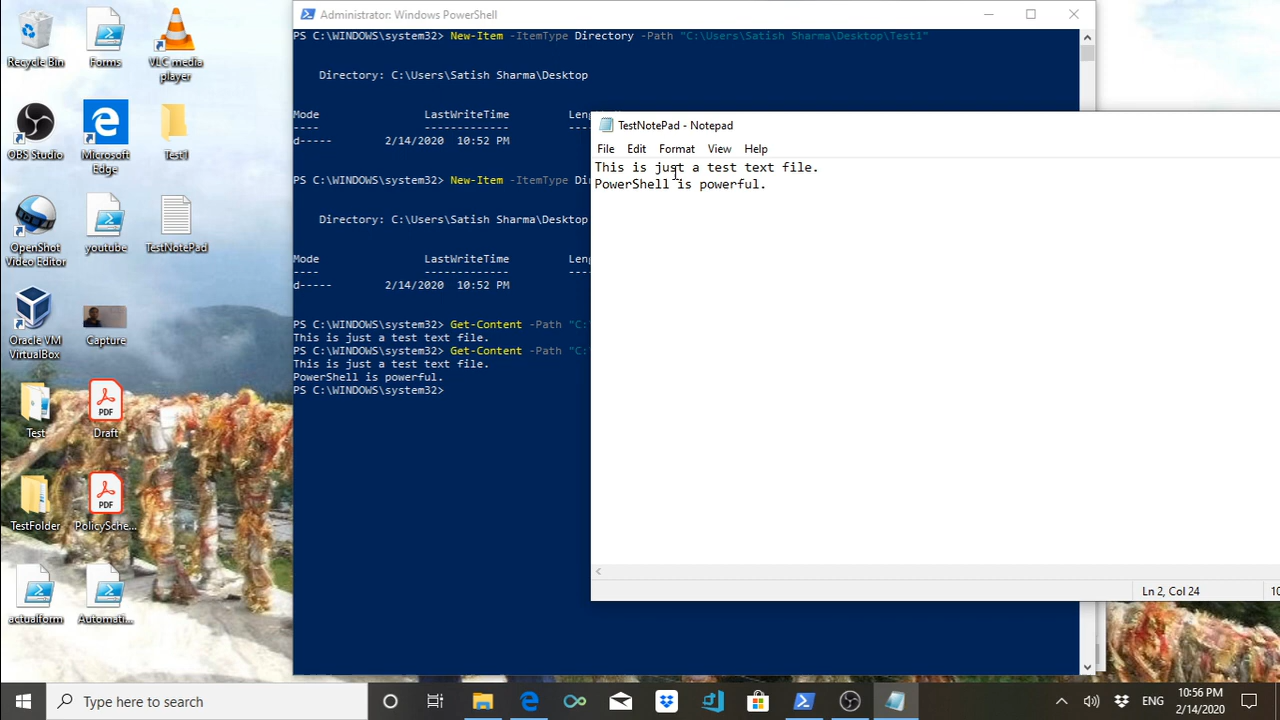 Recycle Bin
Forms
VLC media player
OBS Studio
Microsoft Edge
Test1
OpenShot Video Editor
youtube
TestNotePad
Oracle VM VirtualBox
Capture
Test
Draft
TestFolder
PolicySche...
actualform
Automati...
Administrator: Windows PowerShell
PS C:\WINDOWS\system32> New-Item -ItemType Directory -Path "C:\Users\Satish Sharma\Desktop\Test1"
Directory: C:\Users\Satish Sharma\Desktop
Mode LastWriteTime
---- -------------
d----- 2/14/2020 10:52 PM
PS C:\WINDOWS\system32> New-Item -ItemType
Directory: C:\Users\Satish Sharma\Desktop
Mode LastWriteTime
---- -------------
d----- 2/14/2020 10:52 PM
PS C:\WINDOWS\system32> Get-Content -Path "C:
This is just a test text file.
PS C:\WINDOWS\system32> Get-Content -Path "C:
This is just a test text file.
PowerShell is powerful.
PS C:\WINDOWS\system32>
TestNotePad - Notepad
File Edit Format View Help
This is just a test text file.
PowerShell is powerful.
Ln 2, Col 24
PDF
PDF
Type here to search
ENG
10:56 PM
2/14/2020